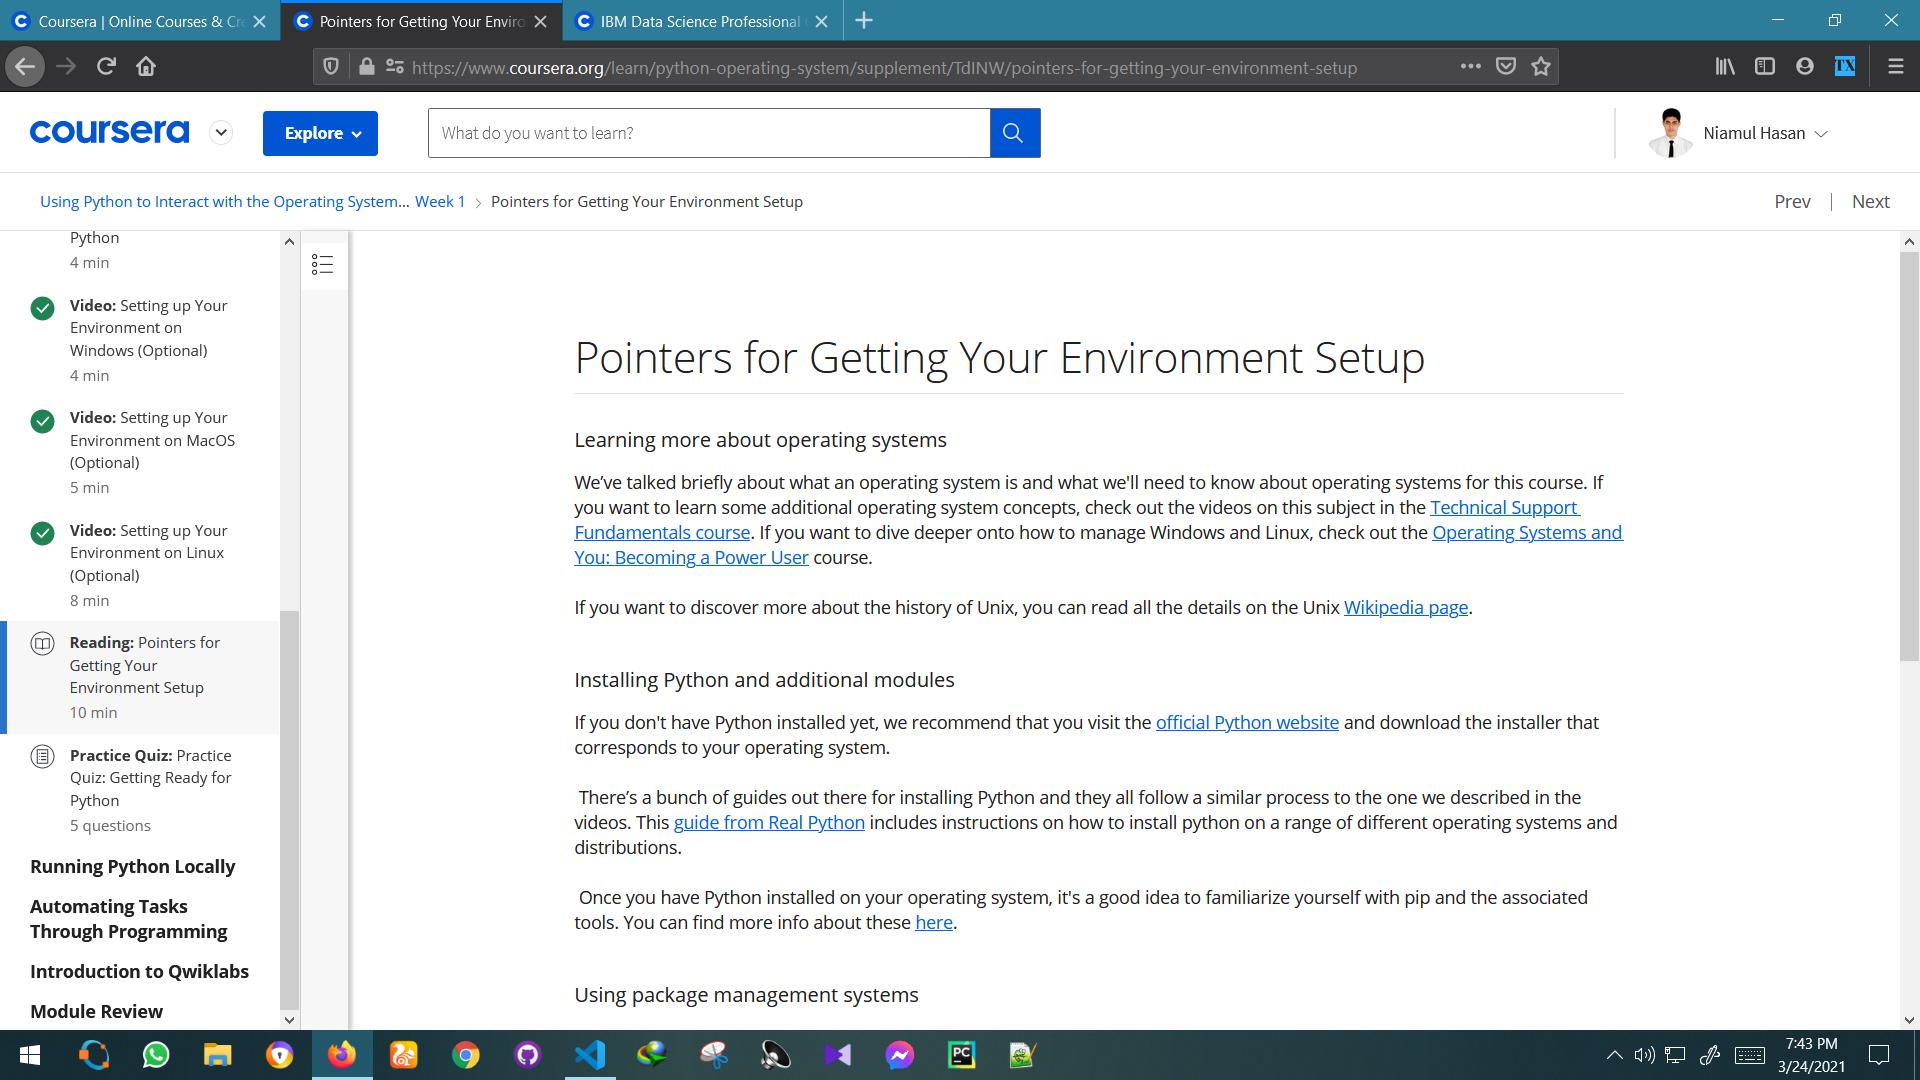 Coursera | Online Courses & Cre
Pointers for Getting Your Enviro
IBM Data Science Professional
https://www.coursera.org/learn/python-operating-system/supplement/TdINW/pointers-for-getting-your-environment-setup
TX
coursera
Explore
What do you want to learn?
Niamul Hasan
Using Python to Interact with the Operating System... Week 1 > Pointers for Getting Your Environment Setup
Prev | Next
Python
4 min
Video: Setting up Your
Environment on
Windows (Optional)
4 min
Video: Setting up Your
Environment on MacOS
(Optional)
5 min
Video: Setting up Your
Environment on Linux
(Optional)
8 min
Reading: Pointers for
Getting Your
Environment Setup
10 min
Practice Quiz: Practice
Quiz: Getting Ready for
Python
5 questions
Running Python Locally
Automating Tasks
Through Programming
Introduction to Qwiklabs
Module Review
Pointers for Getting Your Environment Setup
Learning more about operating systems
We’ve talked briefly about what an operating system is and what we'll need to know about operating systems for this course. If
you want to learn some additional operating system concepts, check out the videos on this subject in the Technical Support
Fundamentals course. If you want to dive deeper onto how to manage Windows and Linux, check out the Operating Systems and
You: Becoming a Power User course.
If you want to discover more about the history of Unix, you can read all the details on the Unix Wikipedia page.
Installing Python and additional modules
If you don't have Python installed yet, we recommend that you visit the official Python website and download the installer that
corresponds to your operating system.
There’s a bunch of guides out there for installing Python and they all follow a similar process to the one we described in the
videos. This guide from Real Python includes instructions on how to install python on a range of different operating systems and
distributions.
Once you have Python installed on your operating system, it's a good idea to familiarize yourself with pip and the associated
tools. You can find more info about these here.
Using package management systems
PC
7:43 PM
3/24/2021